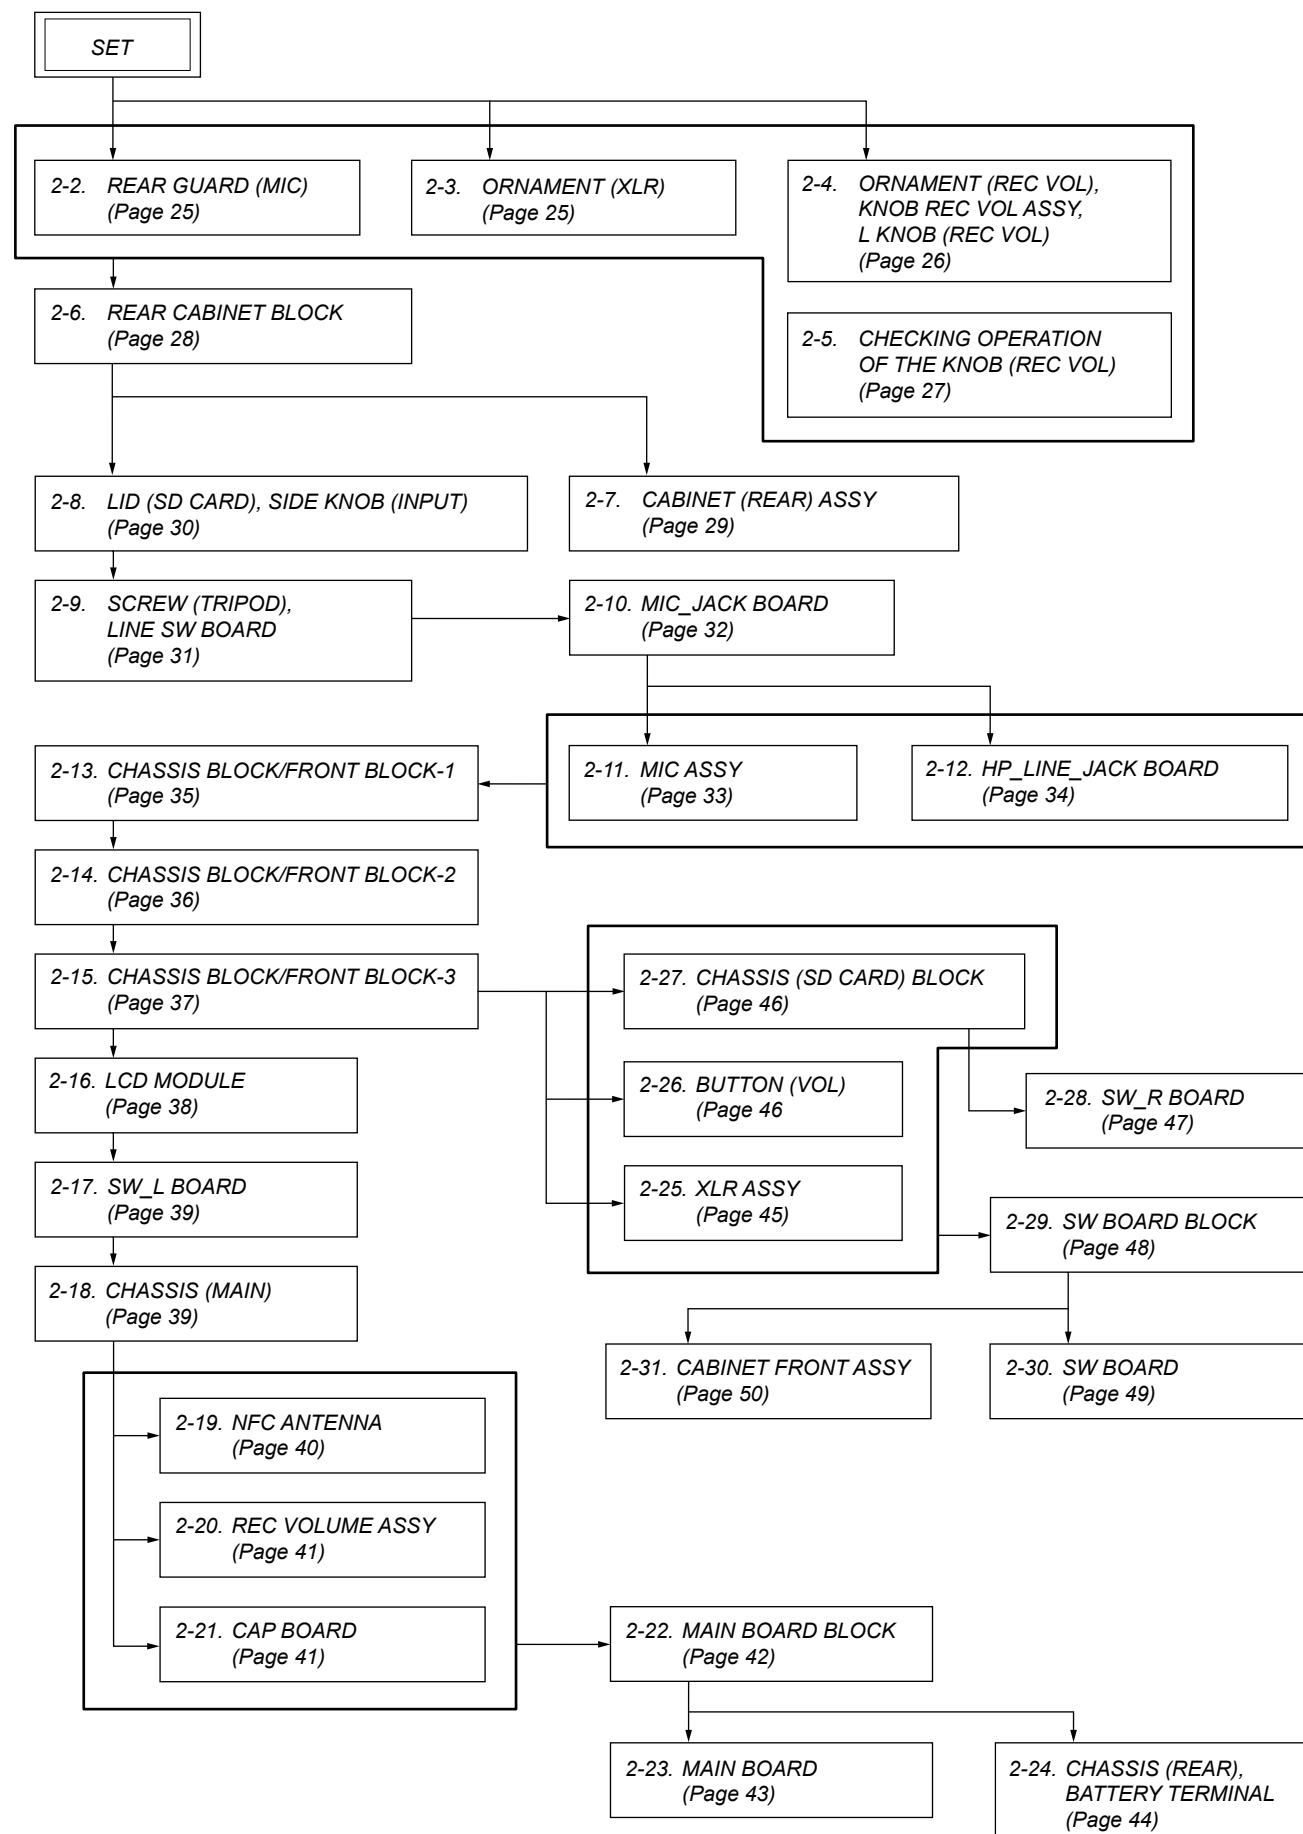 SET
2-2. REAR GUARD (MIC)
(Page 25)
2-3. ORNAMENT (XLR)
(Page 25)
2-4. ORNAMENT (REC VOL),
KNOB REC VOL ASSY,
L KNOB (REC VOL)
(Page 26)
2-5. CHECKING OPERATION
OF THE KNOB (REC VOL)
(Page 27)
2-6. REAR CABINET BLOCK
(Page 28)
2-8. LID (SD CARD), SIDE KNOB (INPUT)
(Page 30)
2-7. CABINET (REAR) ASSY
(Page 29)
2-9. SCREW (TRIPOD),
LINE SW BOARD
(Page 31)
2-10. MIC_JACK BOARD
(Page 32)
2-11. MIC ASSY
(Page 33)
2-12. HP_LINE_JACK BOARD
(Page 34)
2-13. CHASSIS BLOCK/FRONT BLOCK-1
(Page 35)
2-14. CHASSIS BLOCK/FRONT BLOCK-2
(Page 36)
2-15. CHASSIS BLOCK/FRONT BLOCK-3
(Page 37)
2-27. CHASSIS (SD CARD) BLOCK
(Page 46)
2-26. BUTTON (VOL)
(Page 46
2-25. XLR ASSY
(Page 45)
2-28. SW_R BOARD
(Page 47)
2-29. SW BOARD BLOCK
(Page 48)
2-31. CABINET FRONT ASSY
(Page 50)
2-30. SW BOARD
(Page 49)
2-16. LCD MODULE
(Page 38)
2-17. SW_L BOARD
(Page 39)
2-18. CHASSIS (MAIN)
(Page 39)
2-19. NFC ANTENNA
(Page 40)
2-20. REC VOLUME ASSY
(Page 41)
2-21. CAP BOARD
(Page 41)
2-22. MAIN BOARD BLOCK
(Page 42)
2-23. MAIN BOARD
(Page 43)
2-24. CHASSIS (REAR),
BATTERY TERMINAL
(Page 44)